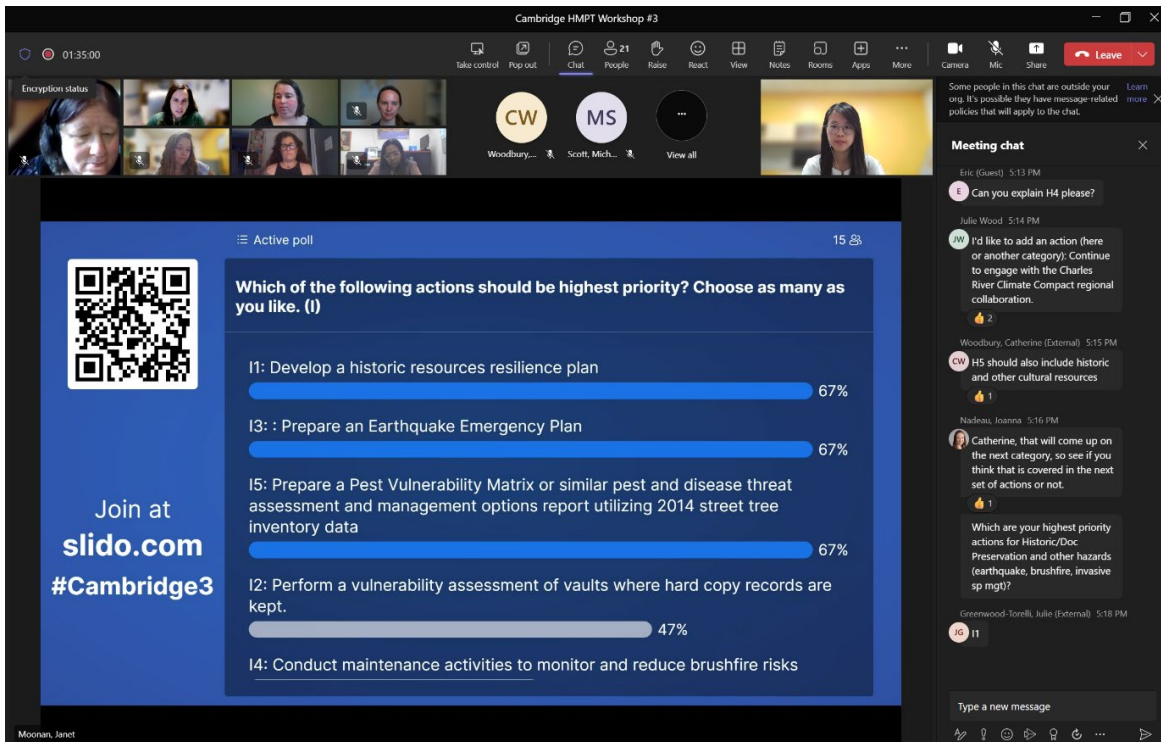 Cambridge HMPT Workshop #3
01:35:00
Take control
Pop out
Chat
21
People
Raise
React
View
Notes
Rooms
Apps
More
Camera
Mic
Share
Leave
Encryption status
CW
Woodbury,...
MS
Scott, Mich...
...
View all
Some people in this chat are outside your
org. It's possible they have message-related
policies that will apply to the chat.
Learn
more
Meeting chat
Active poll
15
Which of the following actions should be highest priority? Choose as many as
you like. (I)
I1: Develop a historic resources resilience plan
67%
I3: : Prepare an Earthquake Emergency Plan
67%
I5: Prepare a Pest Vulnerability Matrix or similar pest and disease threat
assessment and management options report utilizing 2014 street tree
inventory data
67%
I2: Perform a vulnerability assessment of vaults where hard copy records are
kept.
47%
I4: Conduct maintenance activities to monitor and reduce brushfire risks
Join at
slido.com
#Cambridge3
Moonan, Janet
Eric (Guest) 5:13 PM
E
Can you explain H4 please?
Julie Wood 5:14 PM
JW
I'd like to add an action (here
or another category): Continue
to engage with the Charles
River Climate Compact regional
collaboration.
👍 2
Woodbury, Catherine (External) 5:15 PM
CW
H5 should also include historic
and other cultural resources
👍 1
Nadeau, Joanna 5:16 PM
Catherine, that will come up on
the next category, so see if you
think that is covered in the next
set of actions or not.
👍 1
Which are your highest priority
actions for Historic/Doc
Preservation and other hazards
(earthquake, brushfire, invasive
sp mgt)?
Greenwood-Torelli, Julie (External) 5:18 PM
JG
I1
Type a new message